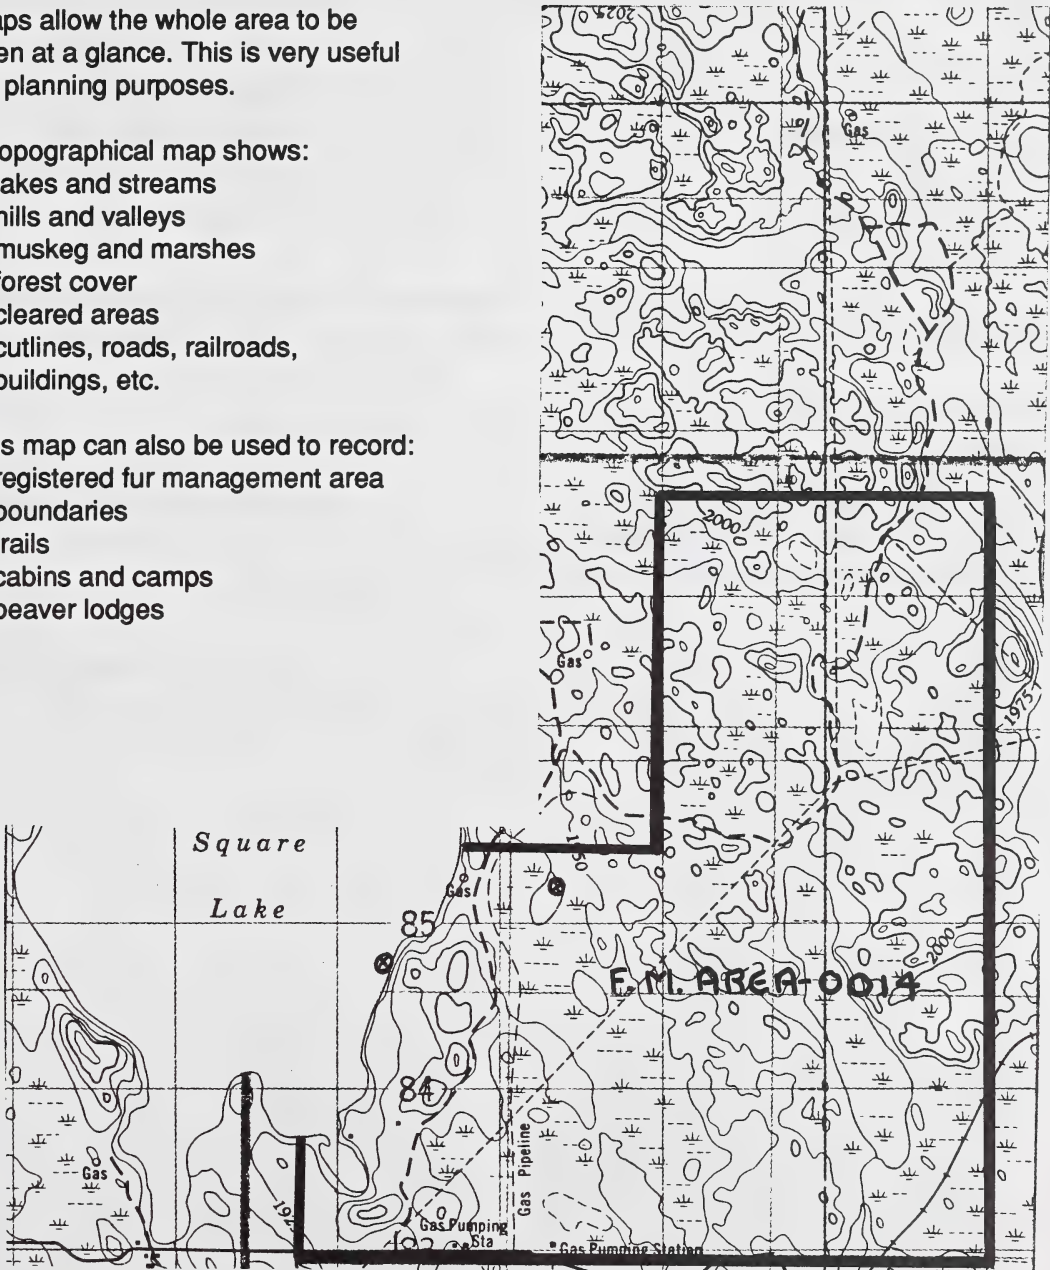 aps allow the whole area to be
en at a glance. This is very useful
planning purposes.
opographical map shows:
akes and streams
hills and valleys
muskeg and marshes
forest cover
cleared areas
cutlines, roads, railroads,
buildings, etc.
s map can also be used to record:
registered fur management area
boundaries
rails
cabins and camps
beaver lodges
2025
Gas
2000
Gas
1975
Square
Lake
1950
Gas
85
2000
F.M. AREA-0014
84
Gas Pipeline
Gas
192
Gas Pumping
Sta
Gas Pumping Station